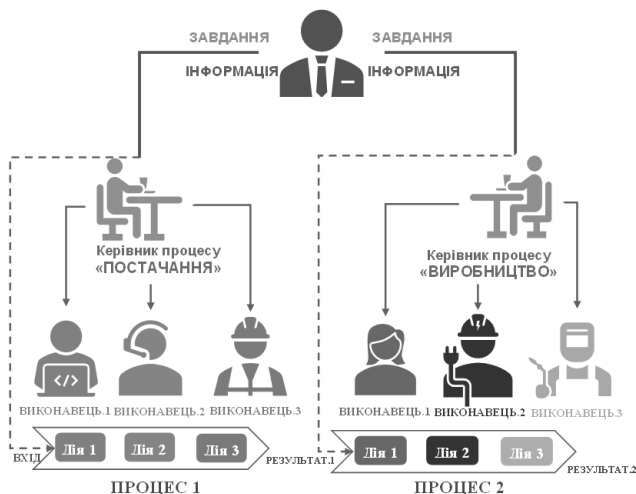 ЗАВДАННЯ
ЗАВДАННЯ
ІНФОРМАЦІЯ
ІНФОРМАЦІЯ
Керівник процесу
«ПОСТАЧАННЯ»
Керівник процесу
«ВИРОБНИЦТВО»
ВИКОНАВЕЦЬ.1
ВИКОНАВЕЦЬ.2
ВИКОНАВЕЦЬ.3
ВИКОНАВЕЦЬ.1
ВИКОНАВЕЦЬ.2
ВИКОНАВЕЦЬ.3
ВХІД
Дія 1
Дія 2
Дія 3
РЕЗУЛЬТАТ.1
Дія 1
Дія 2
Дія 3
РЕЗУЛЬТАТ.2
ПРОЦЕС 1
ПРОЦЕС 2